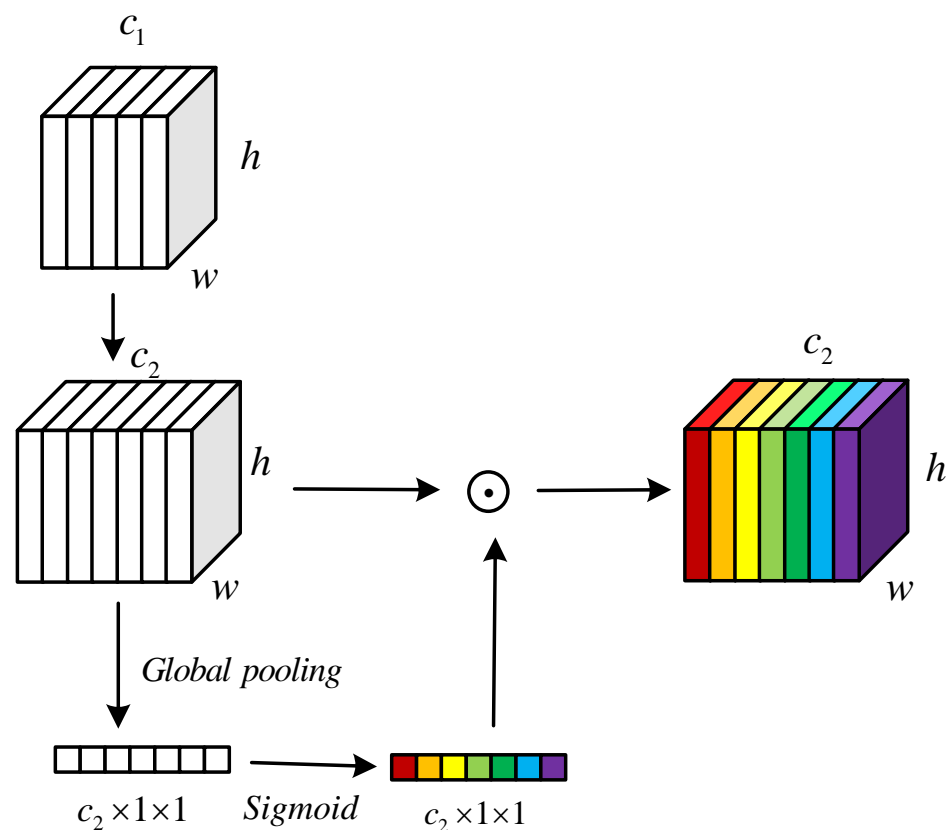 c₁
h
w
c₂
h
w
Global pooling
c₂ ×1×1
Sigmoid
c₂ ×1×1
c₂
h
w